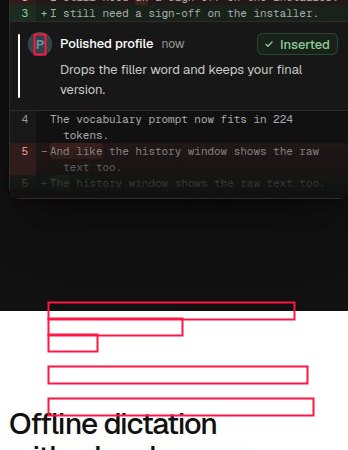 3 +I still need a sign-off on the installer.
P Polished profile now ✓ Inserted
Drops the filler word and keeps your final
version.
4 The vocabulary prompt now fits in 224
tokens.
5 -And like the history window shows the raw
text too.
5 +The history window shows the raw text too.
Offline dictation